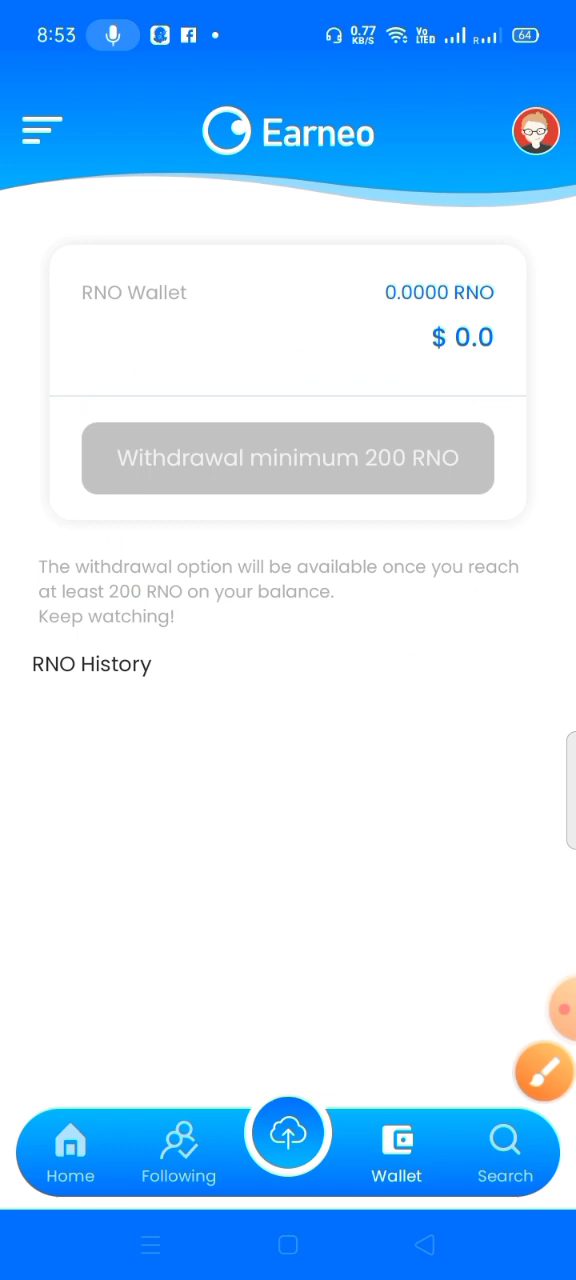 8:53
0.77
KB/S
Vo
LTED
R
64
Earneo
RNO Wallet
0.0000 RNO
$ 0.0
Withdrawal minimum 200 RNO
The withdrawal option will be available once you reach
at least 200 RNO on your balance.
Keep watching!
RNO History
Home
Following
Wallet
Search